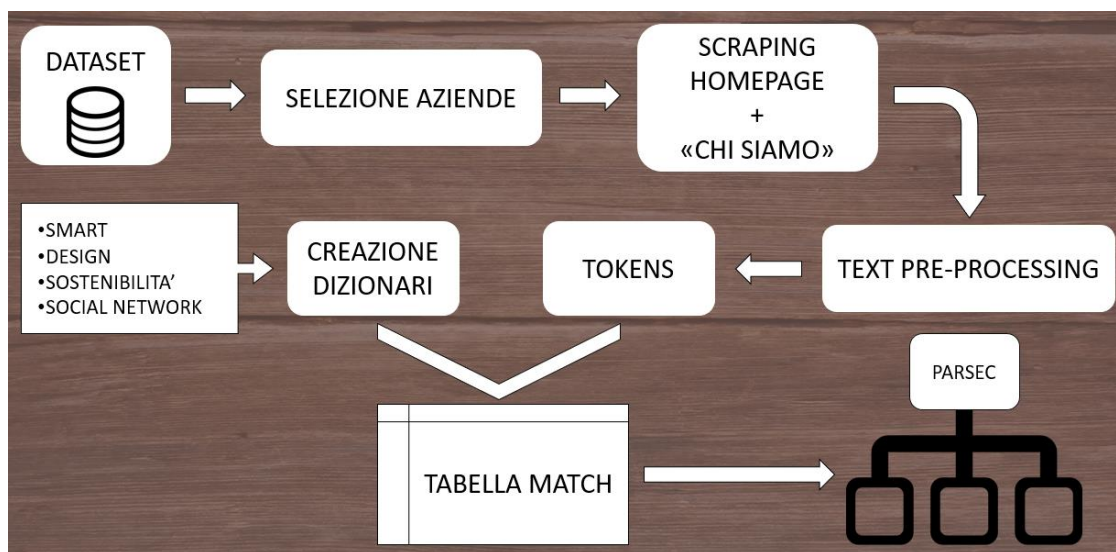 DATASET
SELEZIONE AZIENDE
SCRAPING
HOMEPAGE
+
«CHI SIAMO»
•SMART
•DESIGN
•SOSTENIBILITA’
•SOCIAL NETWORK
CREAZIONE
DIZIONARI
TOKENS
TEXT PRE-PROCESSING
PARSEC
TABELLA MATCH